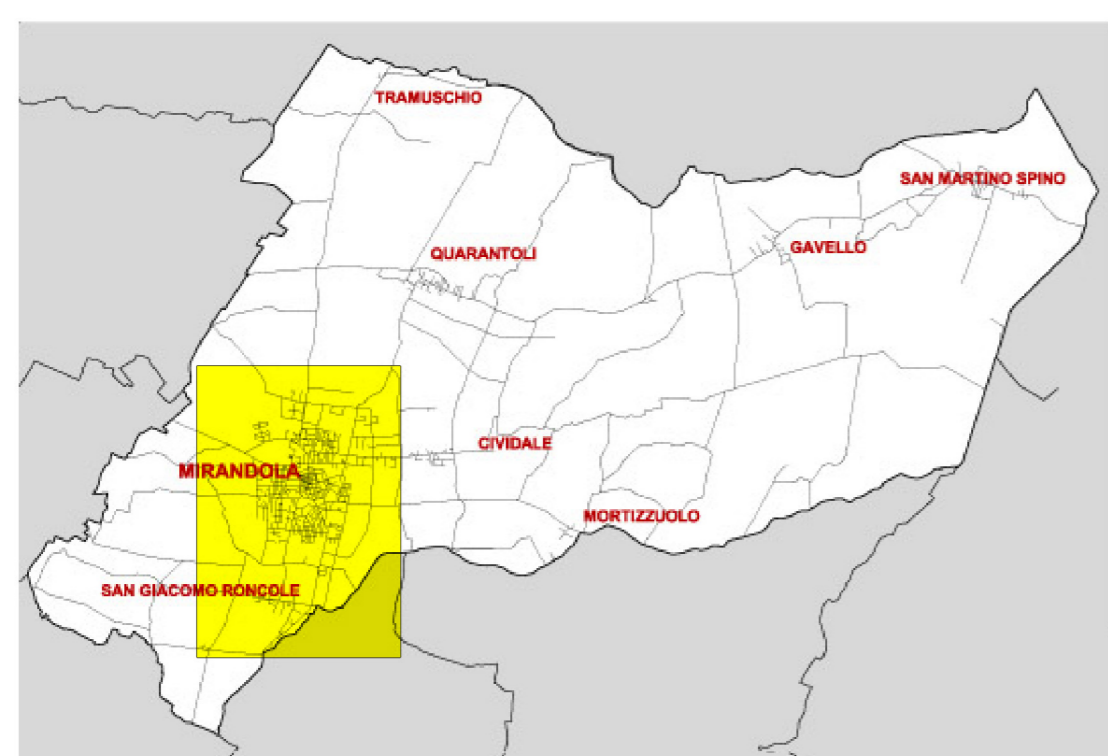 TRAMUSCHIO
SAN MARTINO SPINO
GAVELLO
QUARANTOLI
CIVIDALE
MIRANDOLA
MORTIZZUOLO
SAN GIACOMO RONCOLE